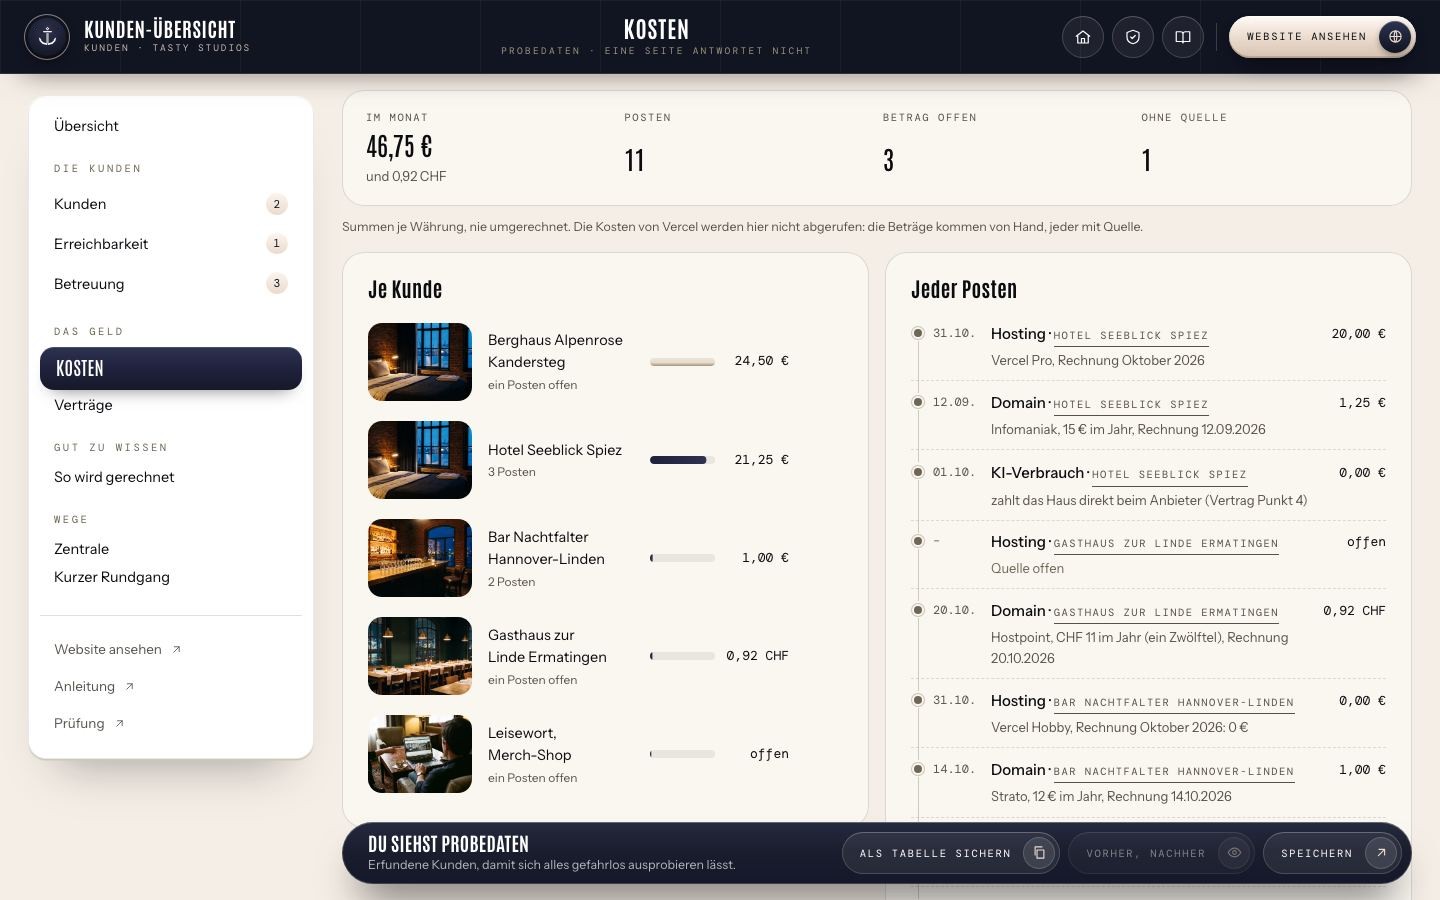 KUNDEN-ÜBERSICHT
KUNDEN · TASTY STUDIOS
KOSTEN
PROBEDATEN · EINE SEITE ANTWORTET NICHT
WEBSITE ANSEHEN
Übersicht
DIE KUNDEN
Kunden 2
Erreichbarkeit 1
Betreuung 3
DAS GELD
KOSTEN
Verträge
GUT ZU WISSEN
So wird gerechnet
WEGE
Zentrale
Kurzer Rundgang
Website ansehen
Anleitung
Prüfung
IM MONAT
46,75 €
und 0,92 CHF
POSTEN
11
BETRAG OFFEN
3
OHNE QUELLE
1
Summen je Währung, nie umgerechnet. Die Kosten von Vercel werden hier nicht abgerufen: die Beträge kommen von Hand, jeder mit Quelle.
Je Kunde
Berghaus Alpenrose
Kandersteg
ein Posten offen
24,50 €
Hotel Seeblick Spiez
3 Posten
21,25 €
Bar Nachtfalter
Hannover-Linden
2 Posten
1,00 €
Gasthaus zur
Linde Ermatingen
ein Posten offen
0,92 CHF
Leisewort,
Merch-Shop
ein Posten offen
offen
Jeder Posten
31.10. Hosting · HOTEL SEEBLICK SPIEZ 20,00 €
Vercel Pro, Rechnung Oktober 2026
12.09. Domain · HOTEL SEEBLICK SPIEZ 1,25 €
Infomaniak, 15 € im Jahr, Rechnung 12.09.2026
01.10. KI-Verbrauch · HOTEL SEEBLICK SPIEZ 0,00 €
zahlt das Haus direkt beim Anbieter (Vertrag Punkt 4)
– Hosting · GASTHAUS ZUR LINDE ERMATINGEN offen
Quelle offen
20.10. Domain · GASTHAUS ZUR LINDE ERMATINGEN 0,92 CHF
Hostpoint, CHF 11 im Jahr (ein Zwölftel), Rechnung
20.10.2026
31.10. Hosting · BAR NACHTFALTER HANNOVER-LINDEN 0,00 €
Vercel Hobby, Rechnung Oktober 2026: 0 €
14.10. Domain · BAR NACHTFALTER HANNOVER-LINDEN 1,00 €
Strato, 12 € im Jahr, Rechnung 14.10.2026
DU SIEHST PROBEDATEN
Erfundene Kunden, damit sich alles gefahrlos ausprobieren lässt.
ALS TABELLE SICHERN
VORHER, NACHHER
SPEICHERN